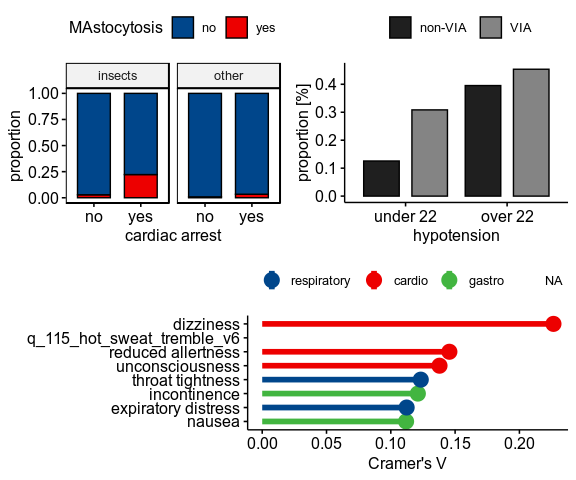 MAstocytosis no yes
insects other
proportion
1.00
0.75
0.50
0.25
0.00
no yes no yes
cardiac arrest
non-VIA VIA
proportion [%]
0.4
0.3
0.2
0.1
0.0
under 22 over 22
hypotension
respiratory cardio gastro NA
dizziness
q_115_hot_sweat_tremble_v6
reduced allertness
unconsciousness
throat tightness
incontinence
expiratory distress
nausea
0.00 0.05 0.10 0.15 0.20
Cramer's V